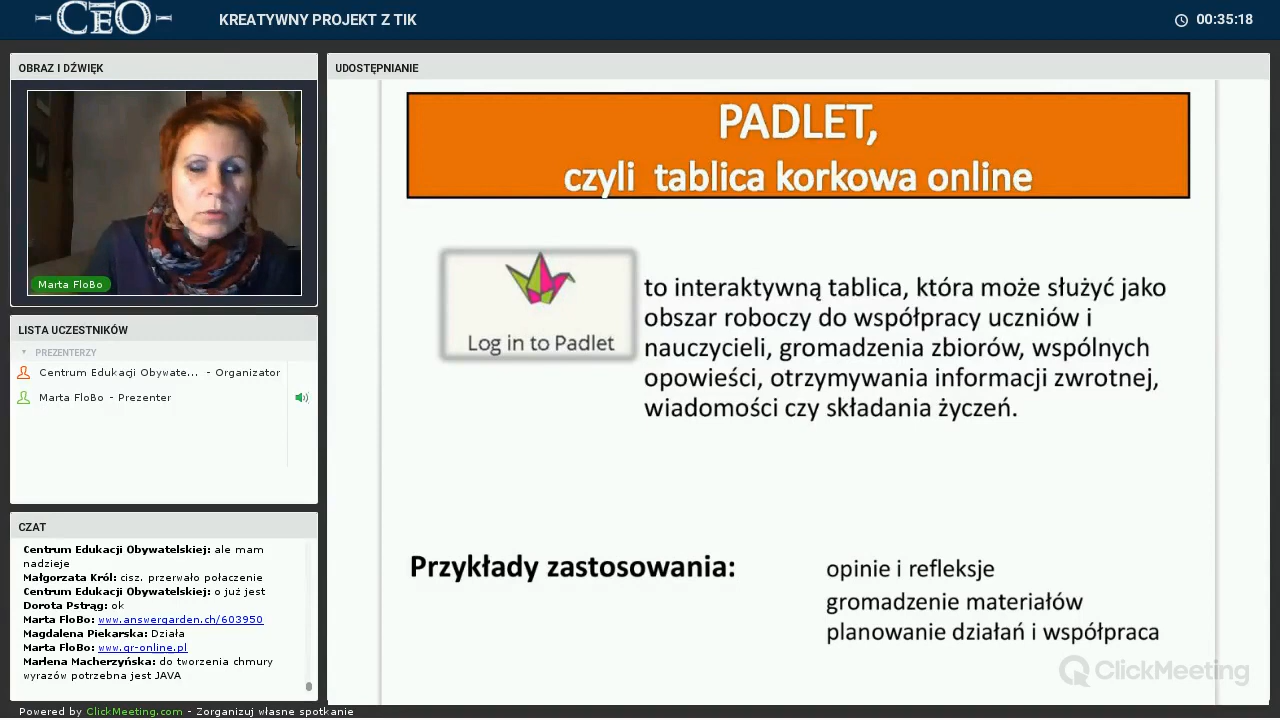 CEO
KREATYWNY PROJEKT Z TIK
00:35:18
OBRAZ I DŹWIĘK
Marta FloBo
LISTA UCZESTNIKÓW
PREZENTERZY
Centrum Edukacji Obywate... - Organizator
Marta FloBo - Prezenter
CZAT
Centrum Edukacji Obywatelskiej: ale mam
nadzieje
Małgorzata Król: cisz. przerwało połaczenie
Centrum Edukacji Obywatelskiej: o już jest
Dorota Pstrąg: ok
Marta FloBo: www.answergarden.ch/603950
Magdalena Piekarska: Działa
Marta FloBo: www.qr-online.pl
Marlena Macherzyńska: do tworzenia chmury
wyrazów potrzebna jest JAVA
Powered by ClickMeeting.com - Zorganizuj własne spotkanie
UDOSTĘPNIANIE
PADLET,
czyli tablica korkowa online
Log in to Padlet
to interaktywną tablica, która może służyć jako
obszar roboczy do współpracy uczniów i
nauczycieli, gromadzenia zbiorów, wspólnych
opowieści, otrzymywania informacji zwrotnej,
wiadomości czy składania życzeń.
Przykłady zastosowania:
opinie i refleksje
gromadzenie materiałów
planowanie działań i współpraca
ClickMeeting